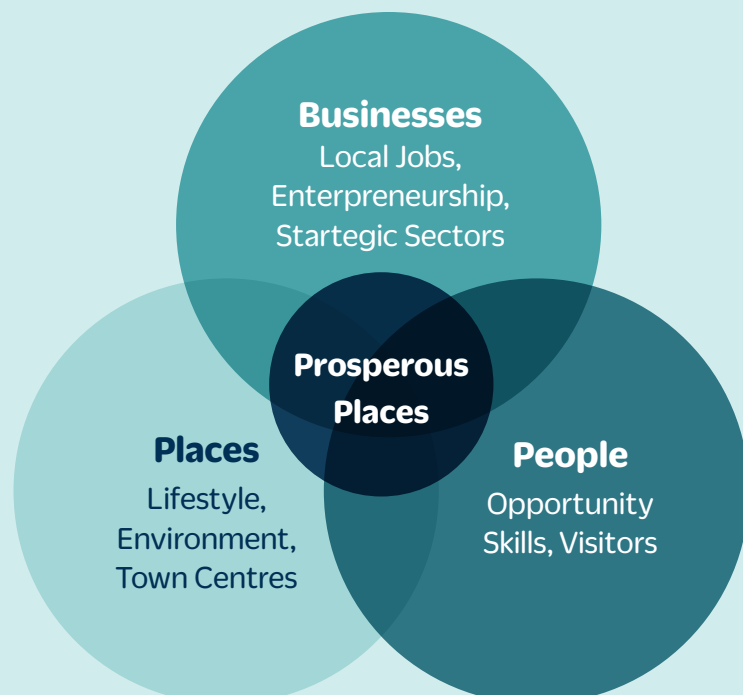 Businesses
Local Jobs,
Enterpreneurship,
Startegic Sectors
Prosperous
Places
Places
Lifestyle,
Environment,
Town Centres
People
Opportunity
Skills, Visitors